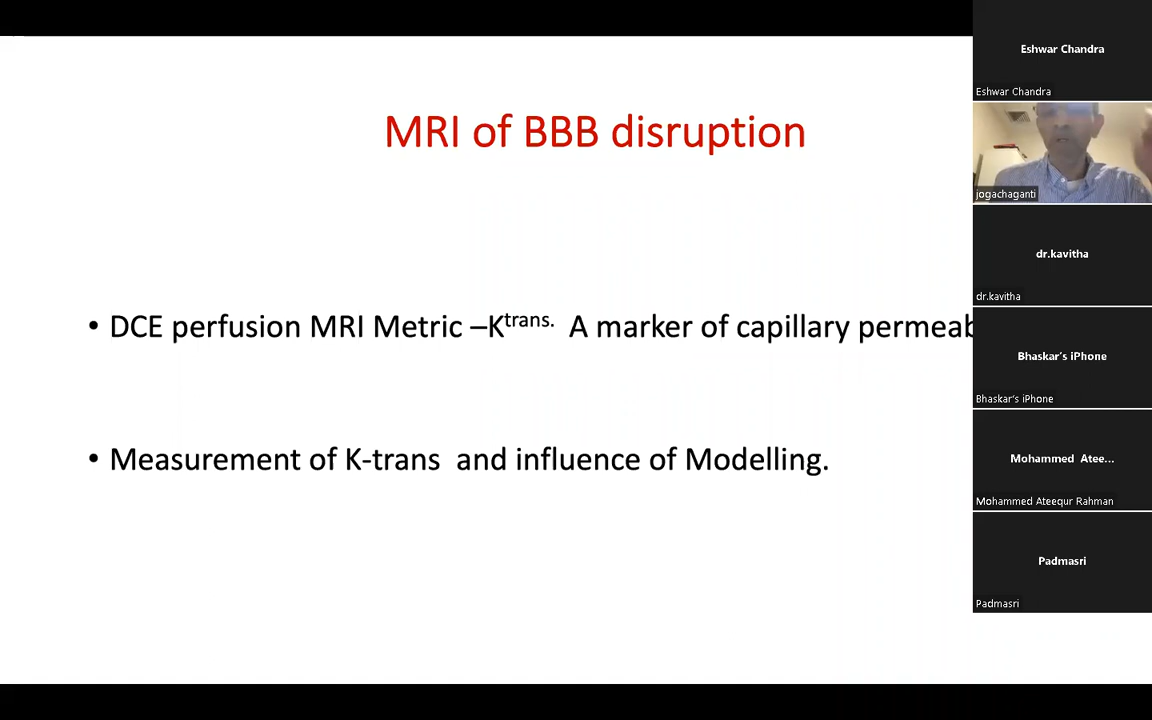 MRI of BBB disruption
• DCE perfusion MRI Metric –Ktrans. A marker of capillary permeab
• Measurement of K-trans and influence of Modelling.
Eshwar Chandra
Eshwar Chandra
jogachaganti
dr.kavitha
dr.kavitha
Bhaskar's iPhone
Bhaskar's iPhone
Mohammed Atee...
Mohammed Ateequr Rahman
Padmasri
Padmasri